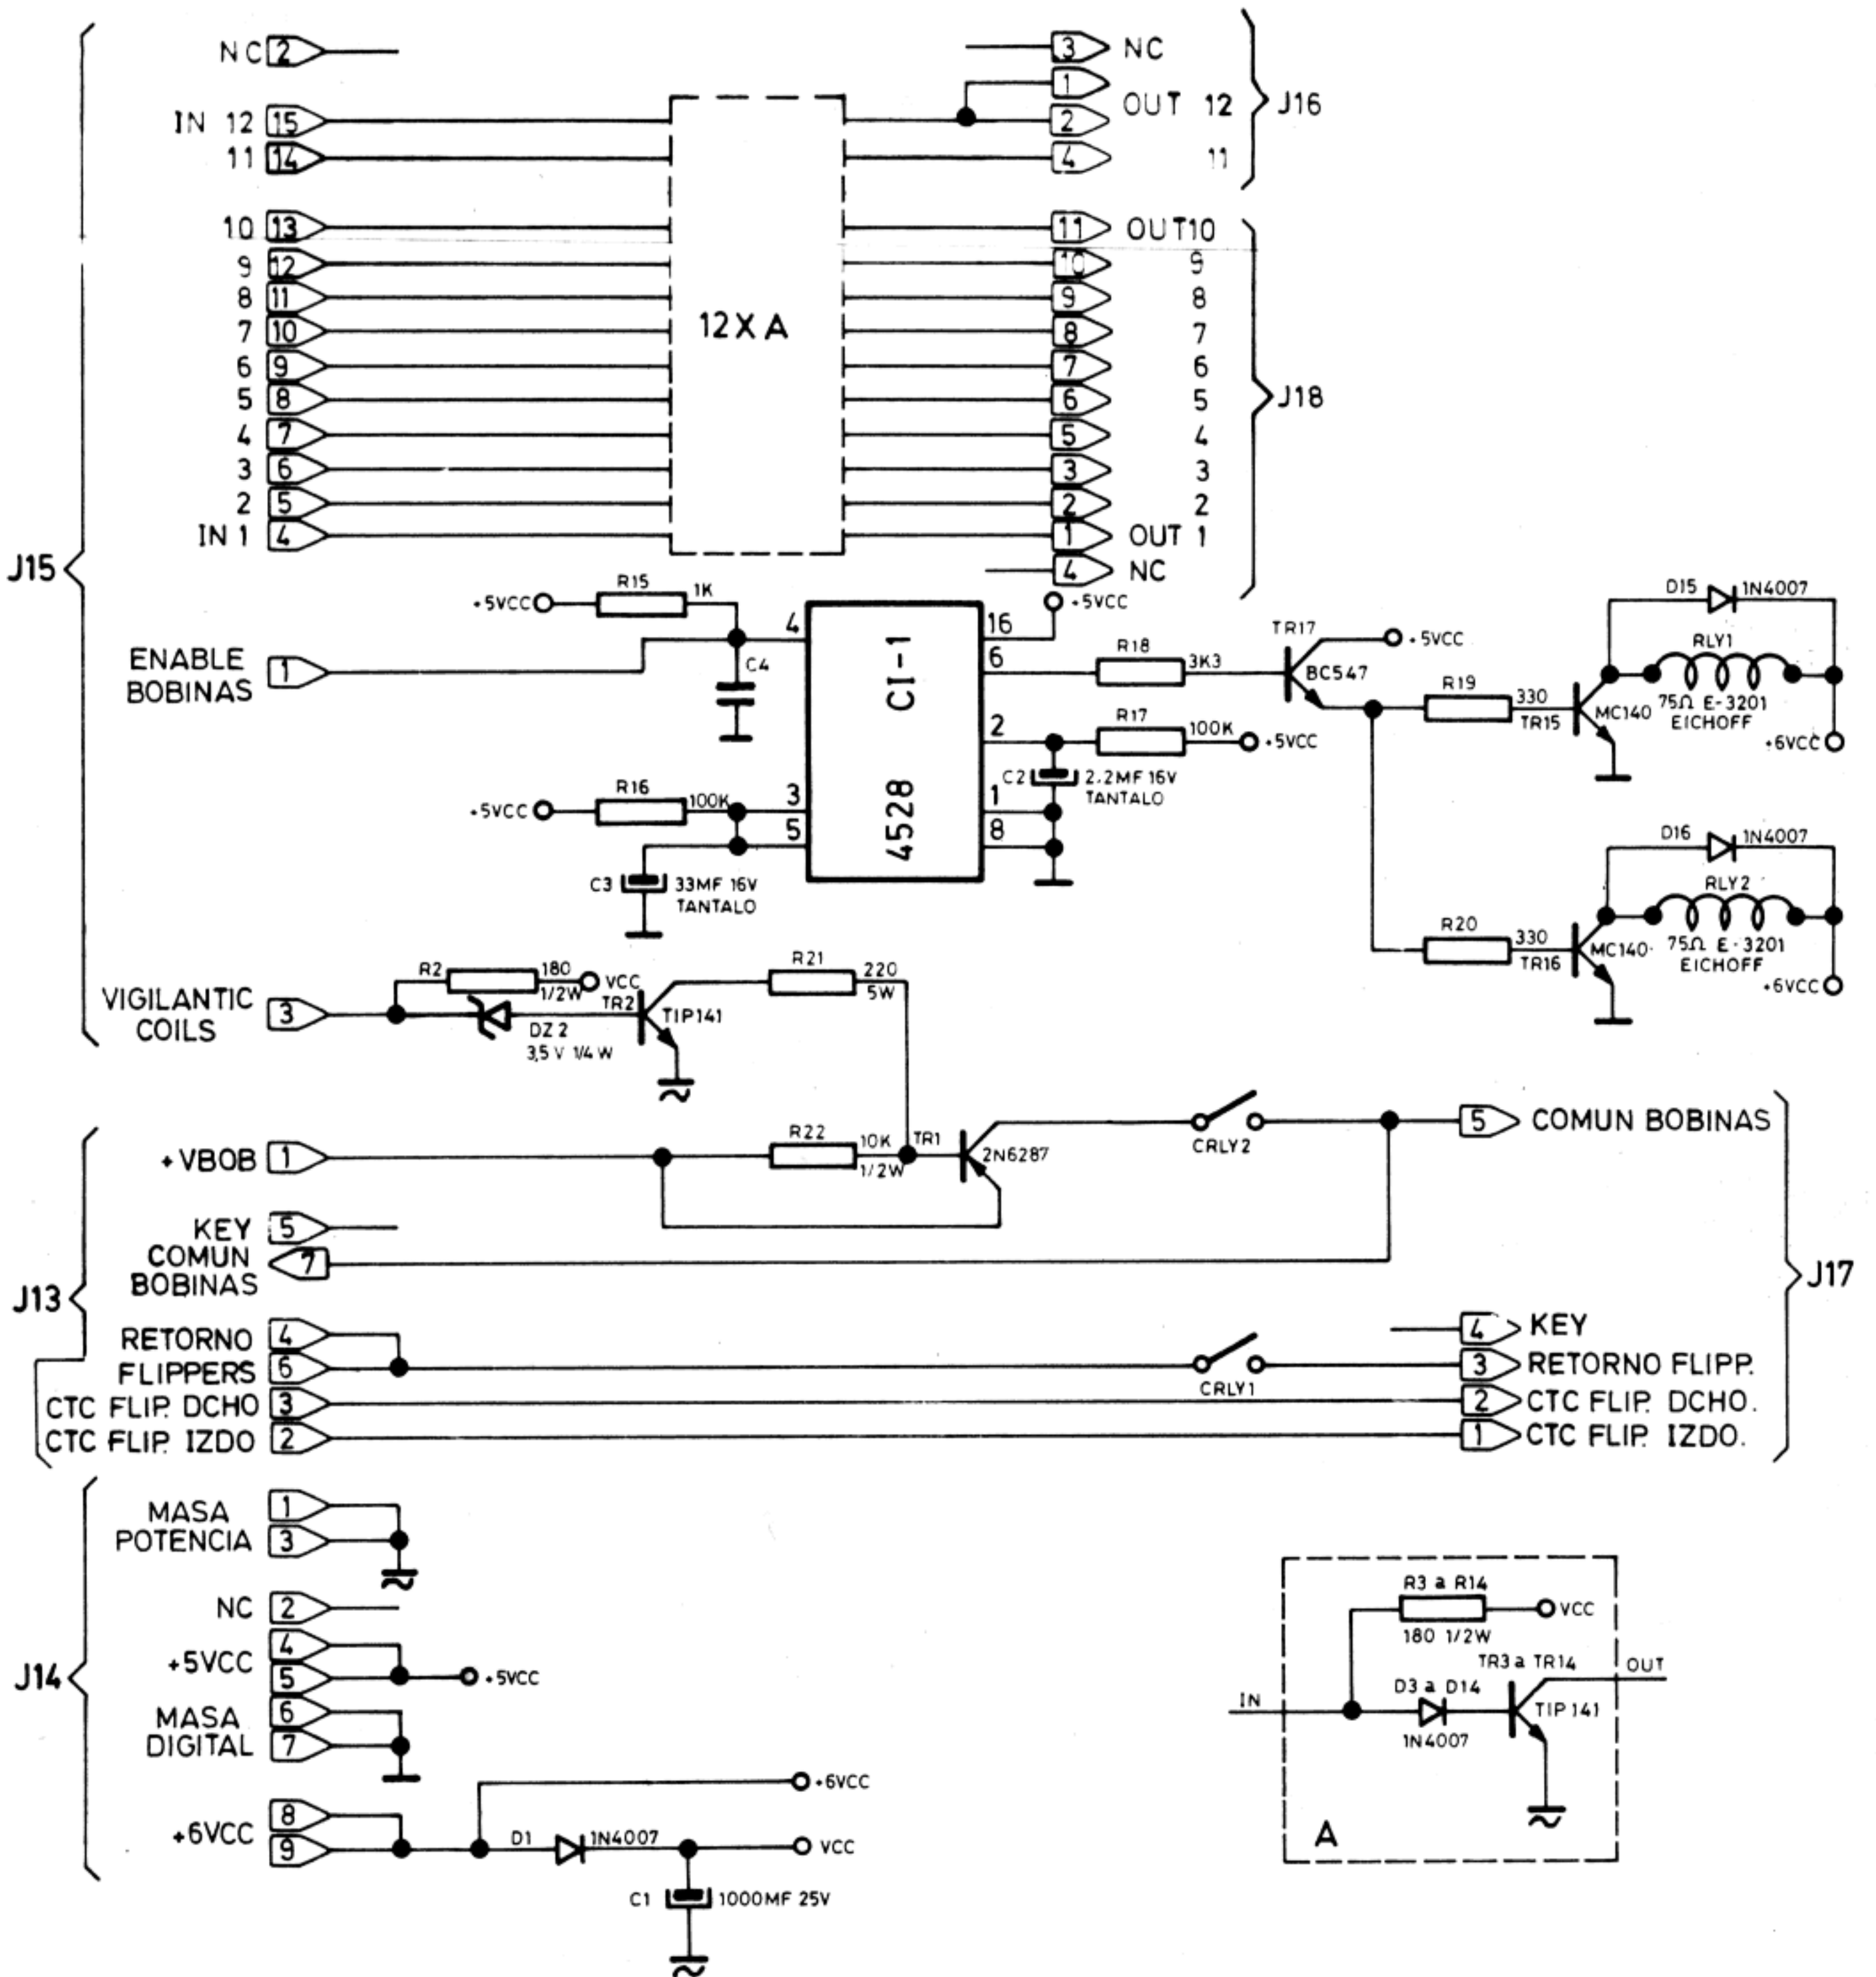 NC 2
3 NC
1
IN 12 15
2 OUT 12
J16
11 14
4 11
10 13
11 OUT10
9 12
10 9
8 11
9 8
12 X A
7 10
8 7
6 9
7 6
5 8
6 5
J18
4 7
5 4
3 6
3 3
2 5
2 2
IN 1 4
1 OUT 1
4 NC
J15
+5VCC R15 1K
+5VCC
ENABLE
BOBINAS
1
C4
4
16
6
2
1
8
3
5
CI-1
4528
R18 3K3
TR17
BC547
+5VCC
R17 100K
+5VCC
C2 2.2MF 16V
TANTALO
R19 330
TR15
MC140
D15 1N4007
RLY1
75Ω E-3201
EICHOFF
+6VCC
+5VCC R16 100K
C3 33MF 16V
TANTALO
D16 1N4007
RLY2
R20 330
TR16
MC140
75Ω E-3201
EICHOFF
+6VCC
VIGILANTIC
COILS
3
R2 180
1/2W
VCC
DZ 2
3,5 V 1/4 W
TR2
TIP141
R21 220
5W
J13
+VBOB 1
R22 10K
1/2W
TR1
2N6287
CRLY2
5 COMUN BOBINAS
KEY 5
COMUN
BOBINAS
7
J17
RETORNO 4
FLIPPERS 6
CRLY1
4 KEY
3 RETORNO FLIPP.
CTC FLIP. DCHO 3
2 CTC FLIP. DCHO.
CTC FLIP. IZDO 2
1 CTC FLIP. IZDO.
J14
MASA
POTENCIA
1
3
NC 2
+5VCC
4
5
+5VCC
MASA
DIGITAL
6
7
+6VCC
8
9
+6VCC
D1 1N4007
VCC
C1 1000MF 25V
R3 a R14
VCC
180 1/2W
TR3 a TR14
OUT
IN
D3 a D14
TIP141
1N4007
A